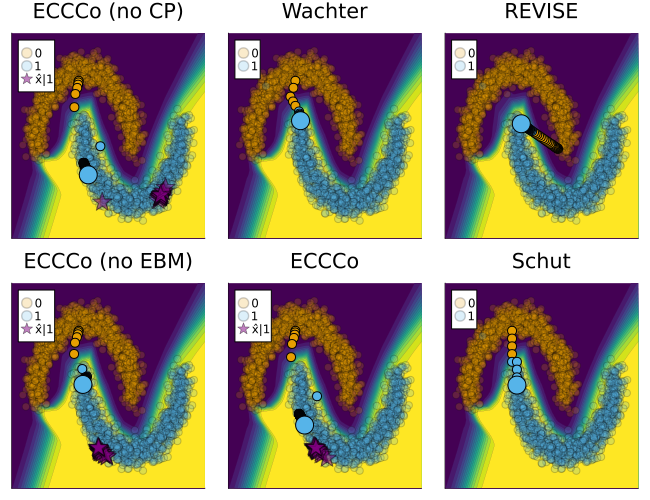 ECCCo (no CP)
Wachter
REVISE
0
1
x̂|1
0
1
0
1
ECCCo (no EBM)
ECCCo
Schut
0
1
x̂|1
0
1
x̂|1
0
1